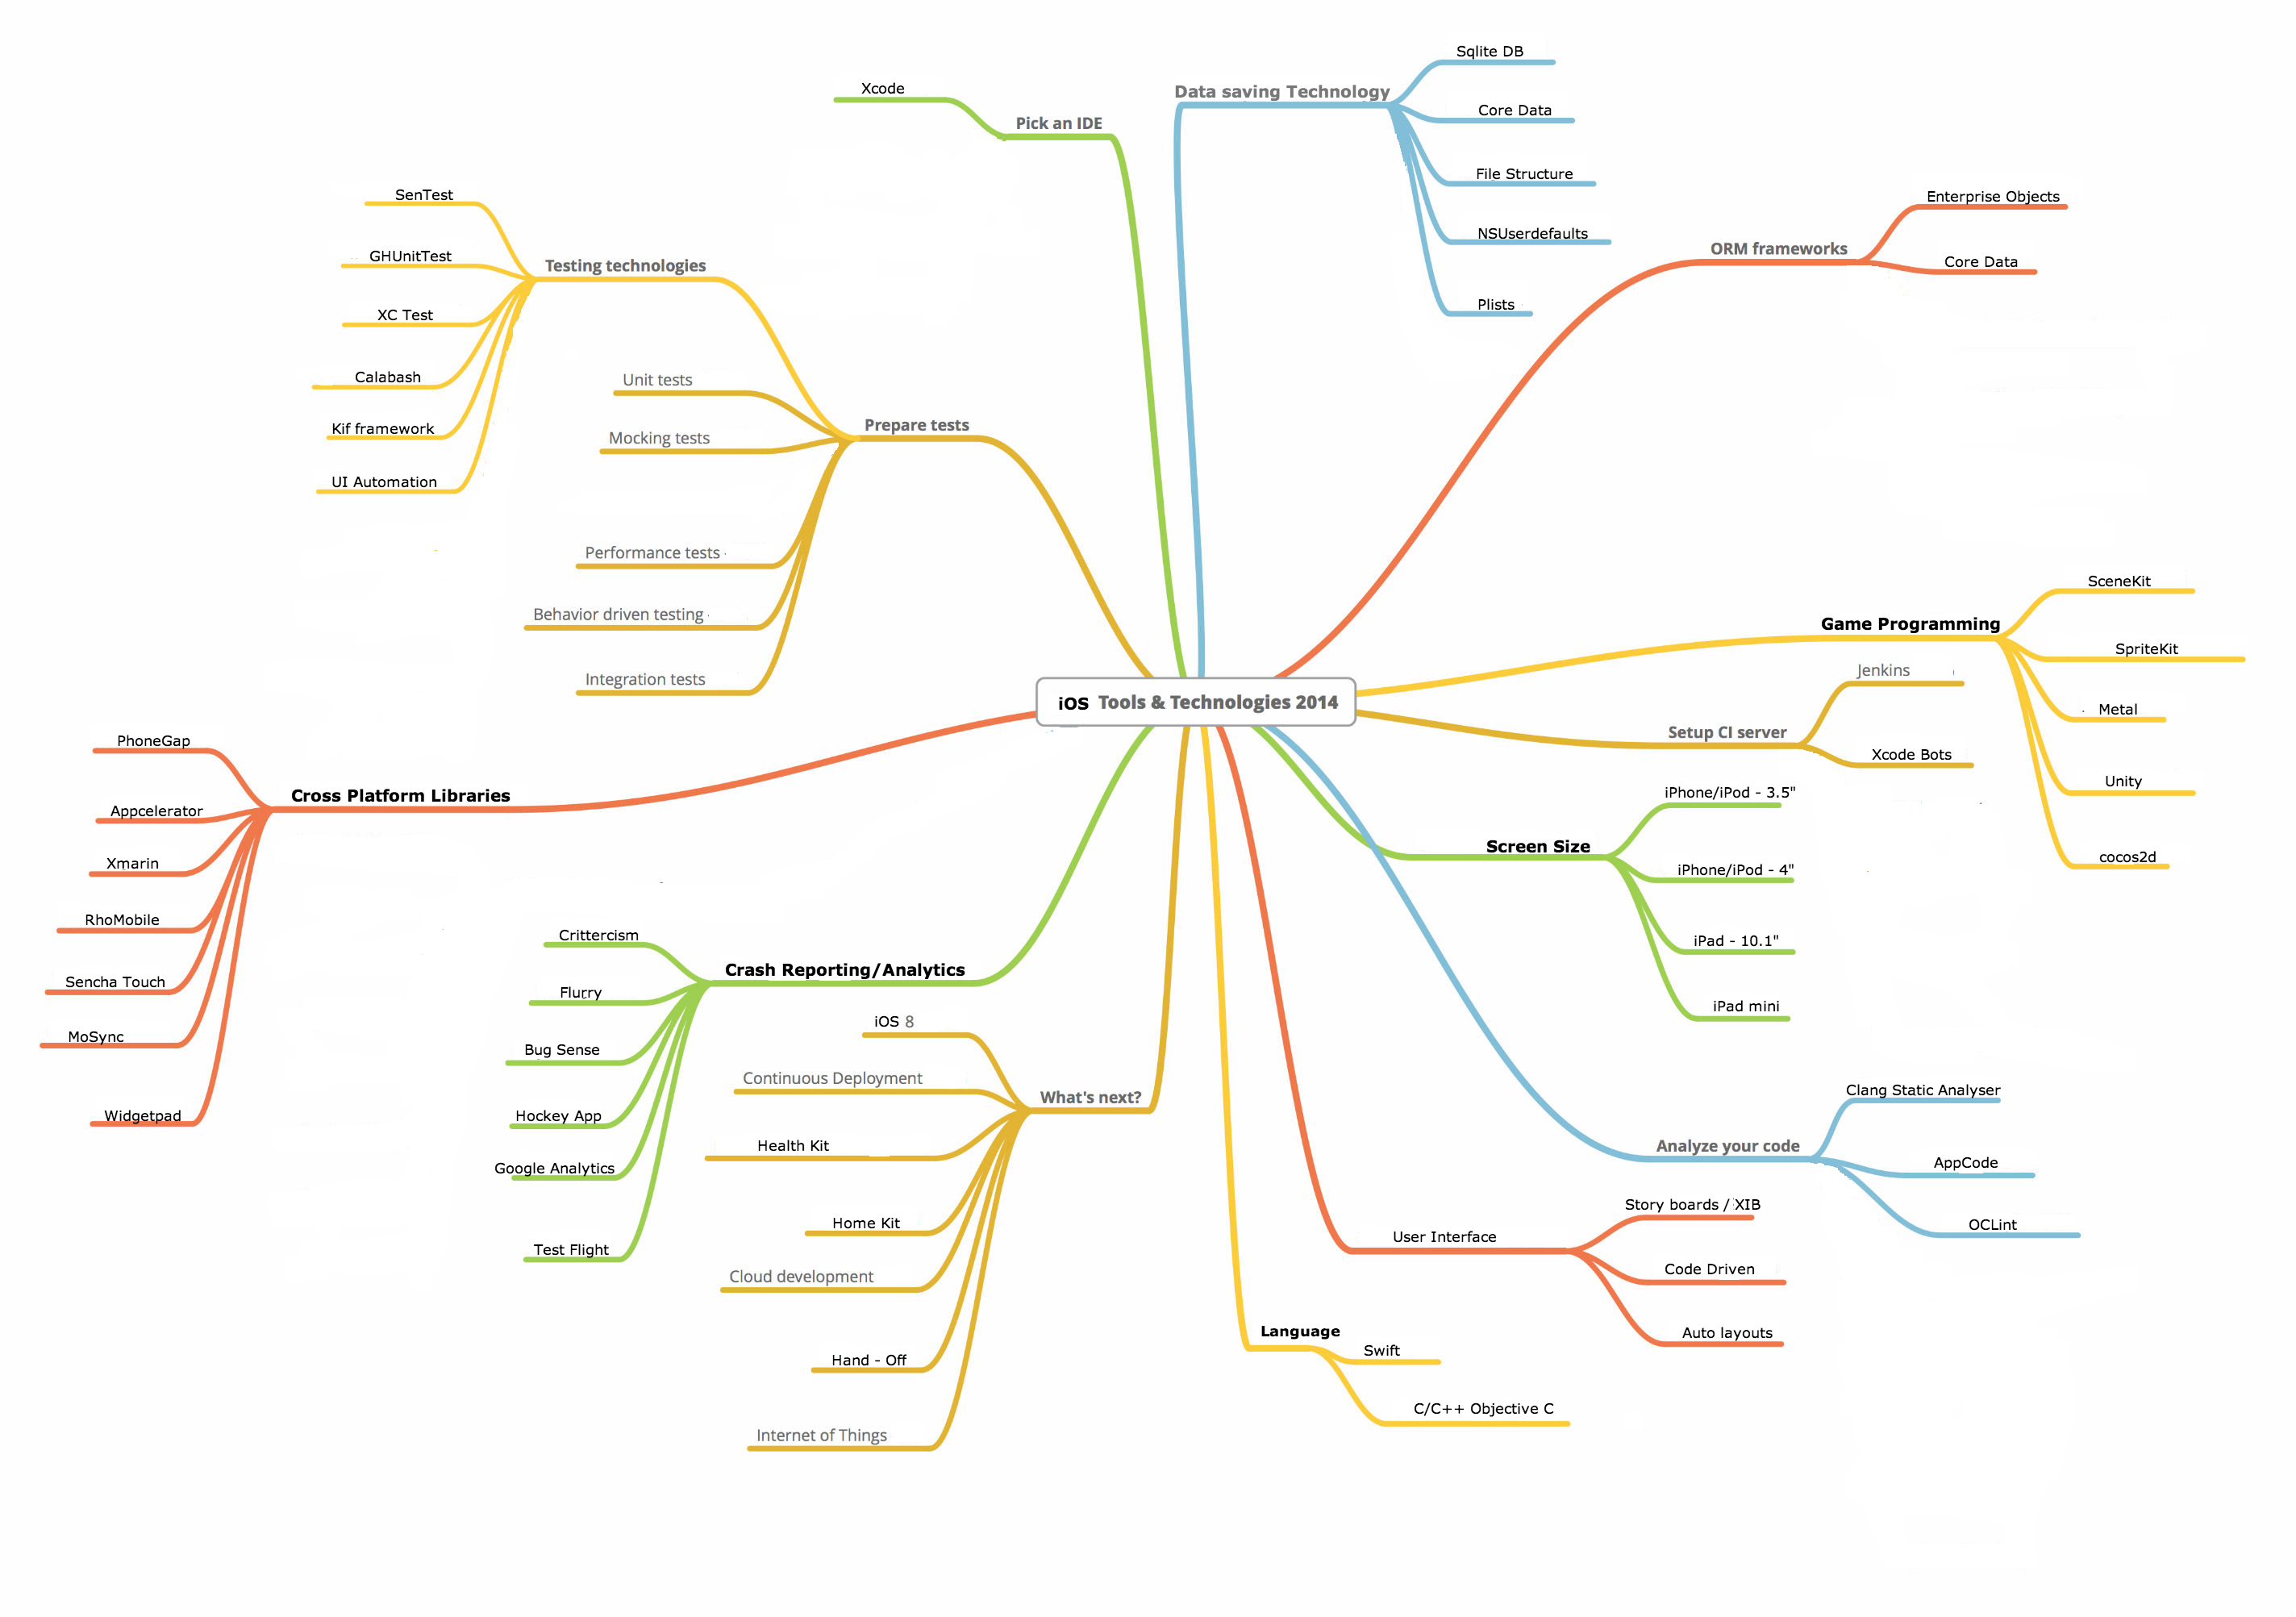 iOS Tools & Technologies 2014
Pick an IDE
Xcode
Data saving Technology
Sqlite DB
Core Data
File Structure
NSUserdefaults
Plists
ORM frameworks
Enterprise Objects
Core Data
Game Programming
SceneKit
SpriteKit
Metal
Unity
cocos2d
Setup CI server
Jenkins
Xcode Bots
Screen Size
iPhone/iPod - 3.5"
iPhone/iPod - 4"
iPad - 10.1"
iPad mini
Analyze your code
Clang Static Analyser
AppCode
OCLint
User Interface
Story boards / XIB
Code Driven
Auto layouts
Language
Swift
C/C++ Objective C
What's next?
iOS 8
Continuous Deployment
Health Kit
Home Kit
Cloud development
Hand - Off
Internet of Things
Crash Reporting/Analytics
Crittercism
Flurry
Bug Sense
Hockey App
Google Analytics
Test Flight
Cross Platform Libraries
PhoneGap
Appcelerator
Xmarin
RhoMobile
Sencha Touch
MoSync
Widgetpad
Prepare tests
Testing technologies
SenTest
GHUnitTest
XC Test
Calabash
Kif framework
UI Automation
Unit tests
Mocking tests
Performance tests
Behavior driven testing
Integration tests